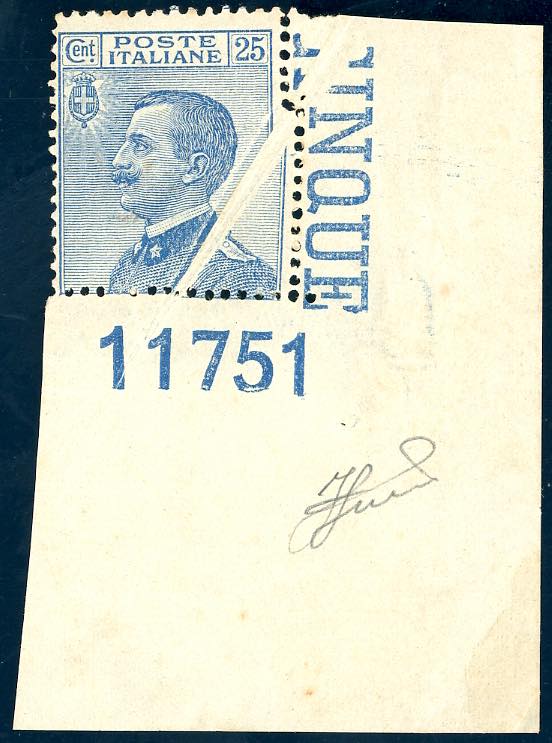 Cent. POSTE ITALIANE 25
INQUE
11751